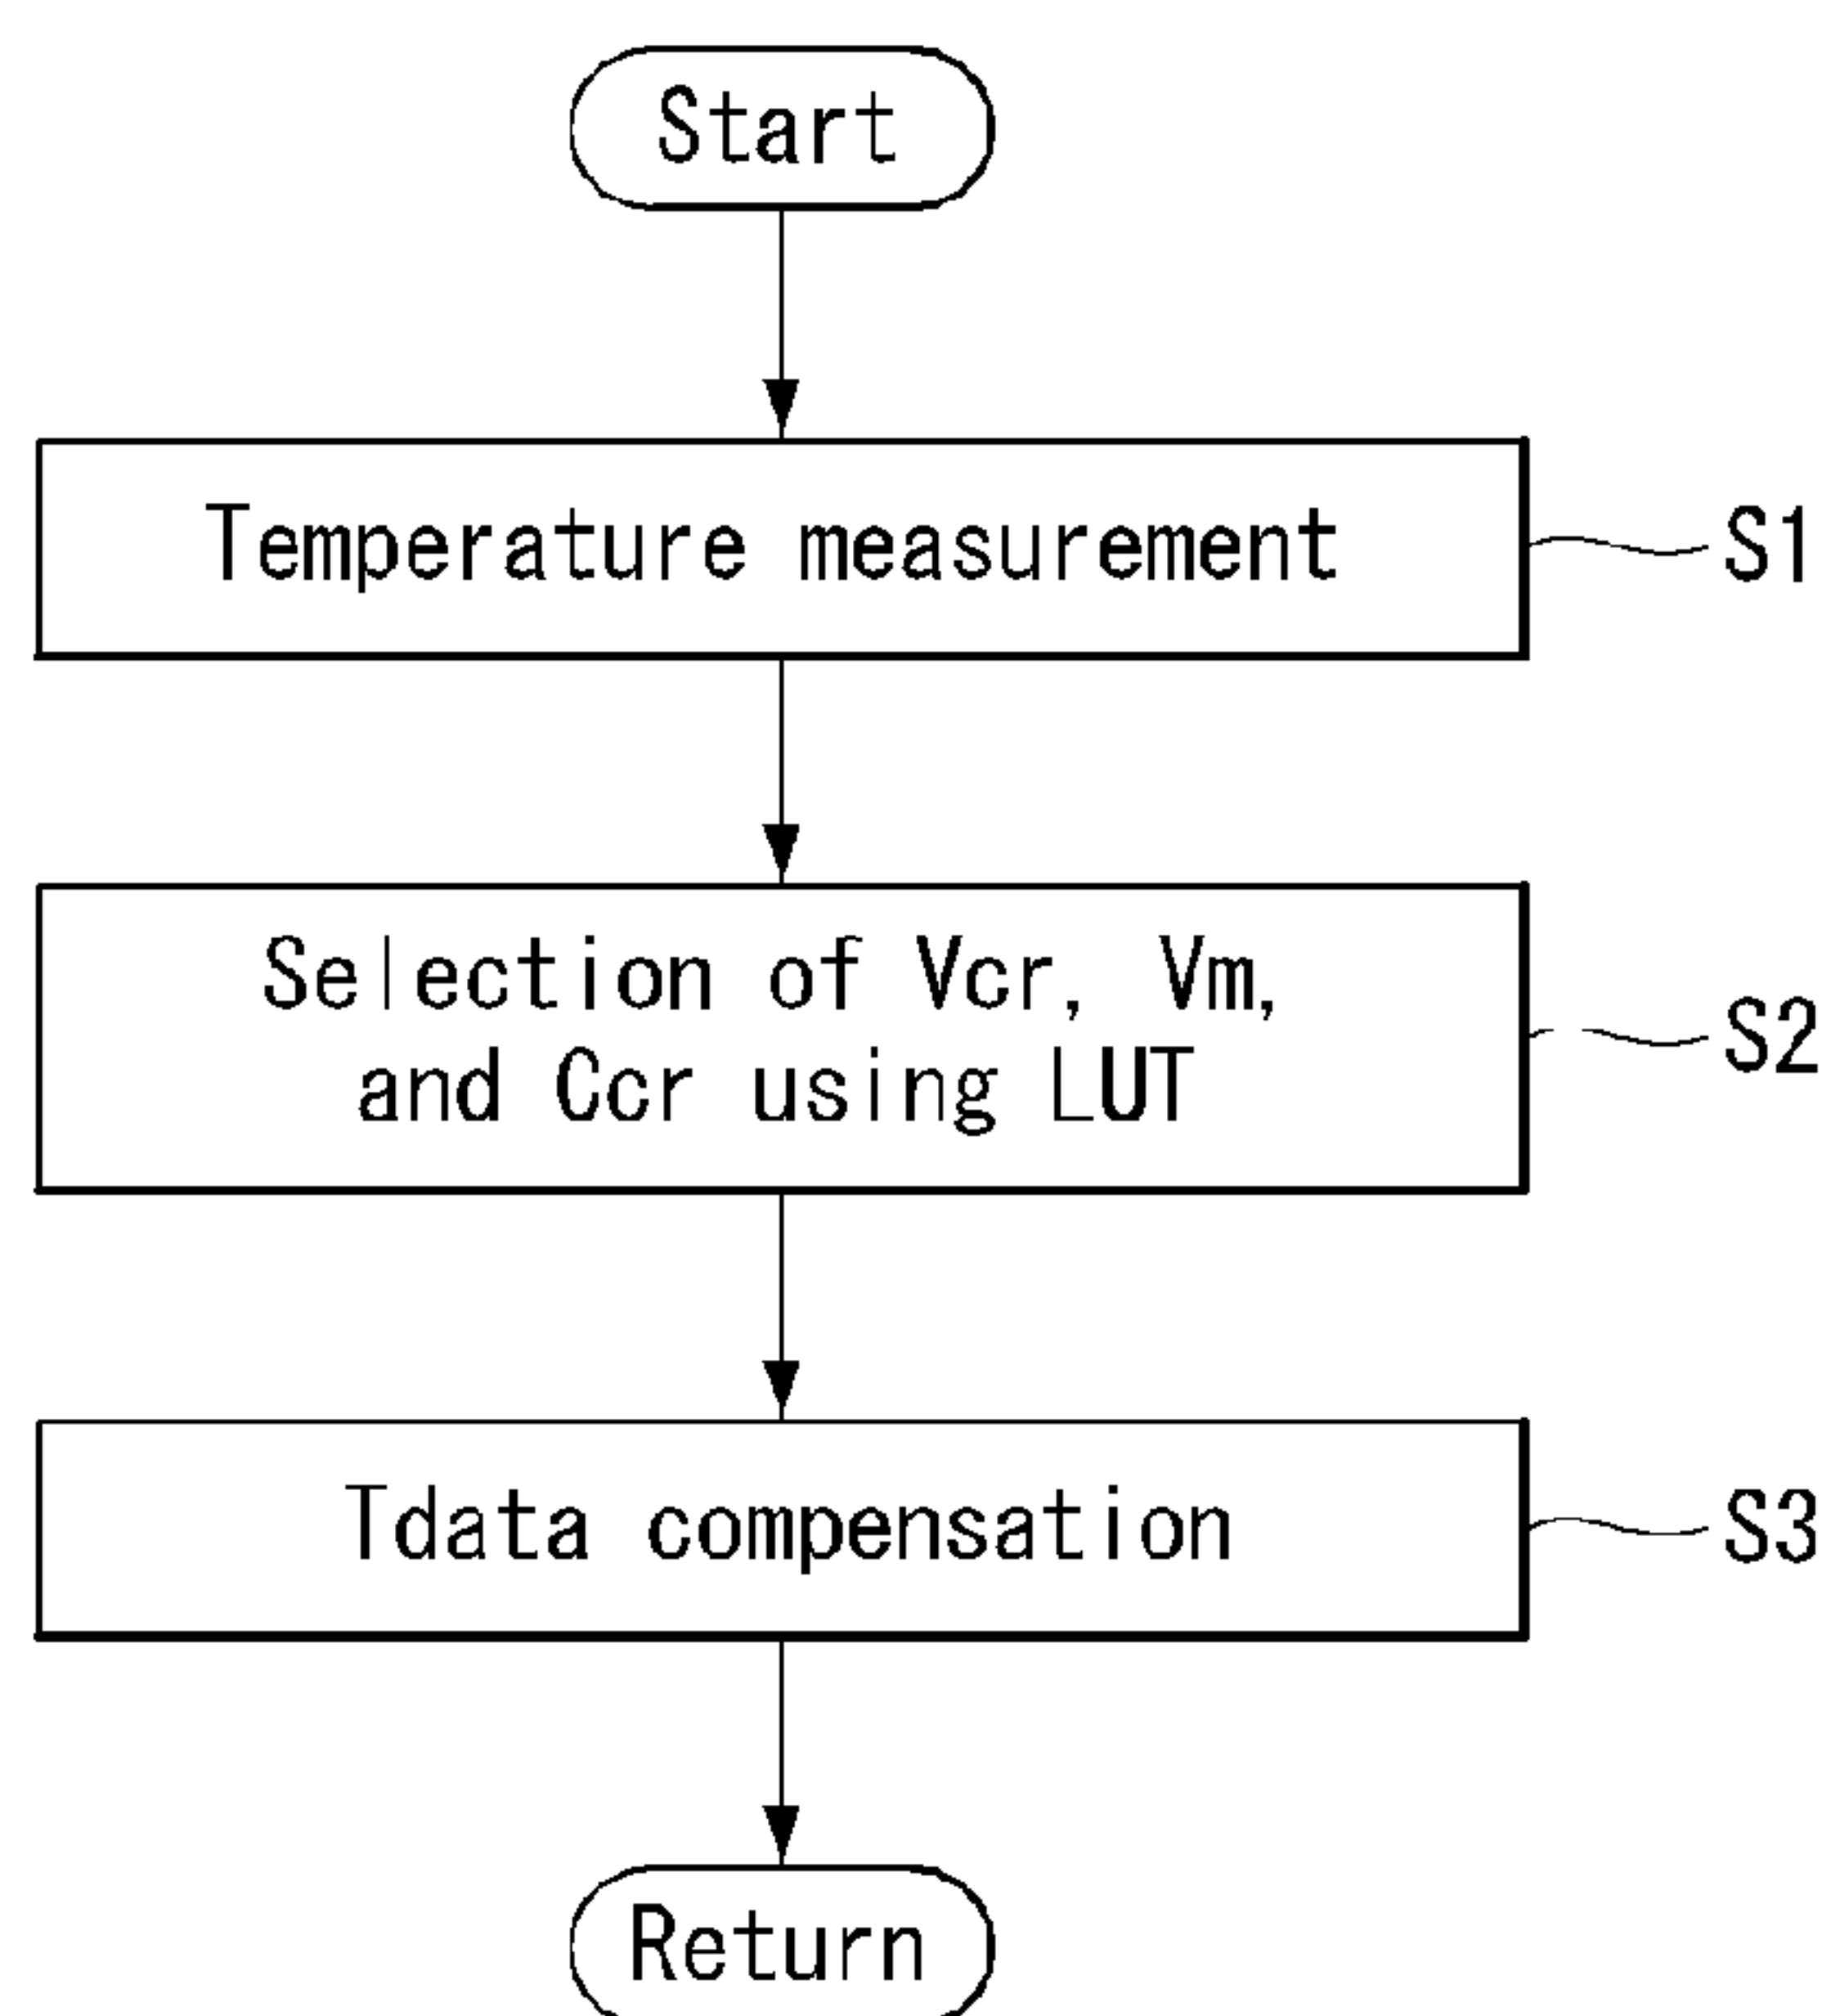 Start
Temperature measurement
S1
Selection of Vcr, Vm,
and Ccr using LUT
S2
Tdata compensation
S3
Return